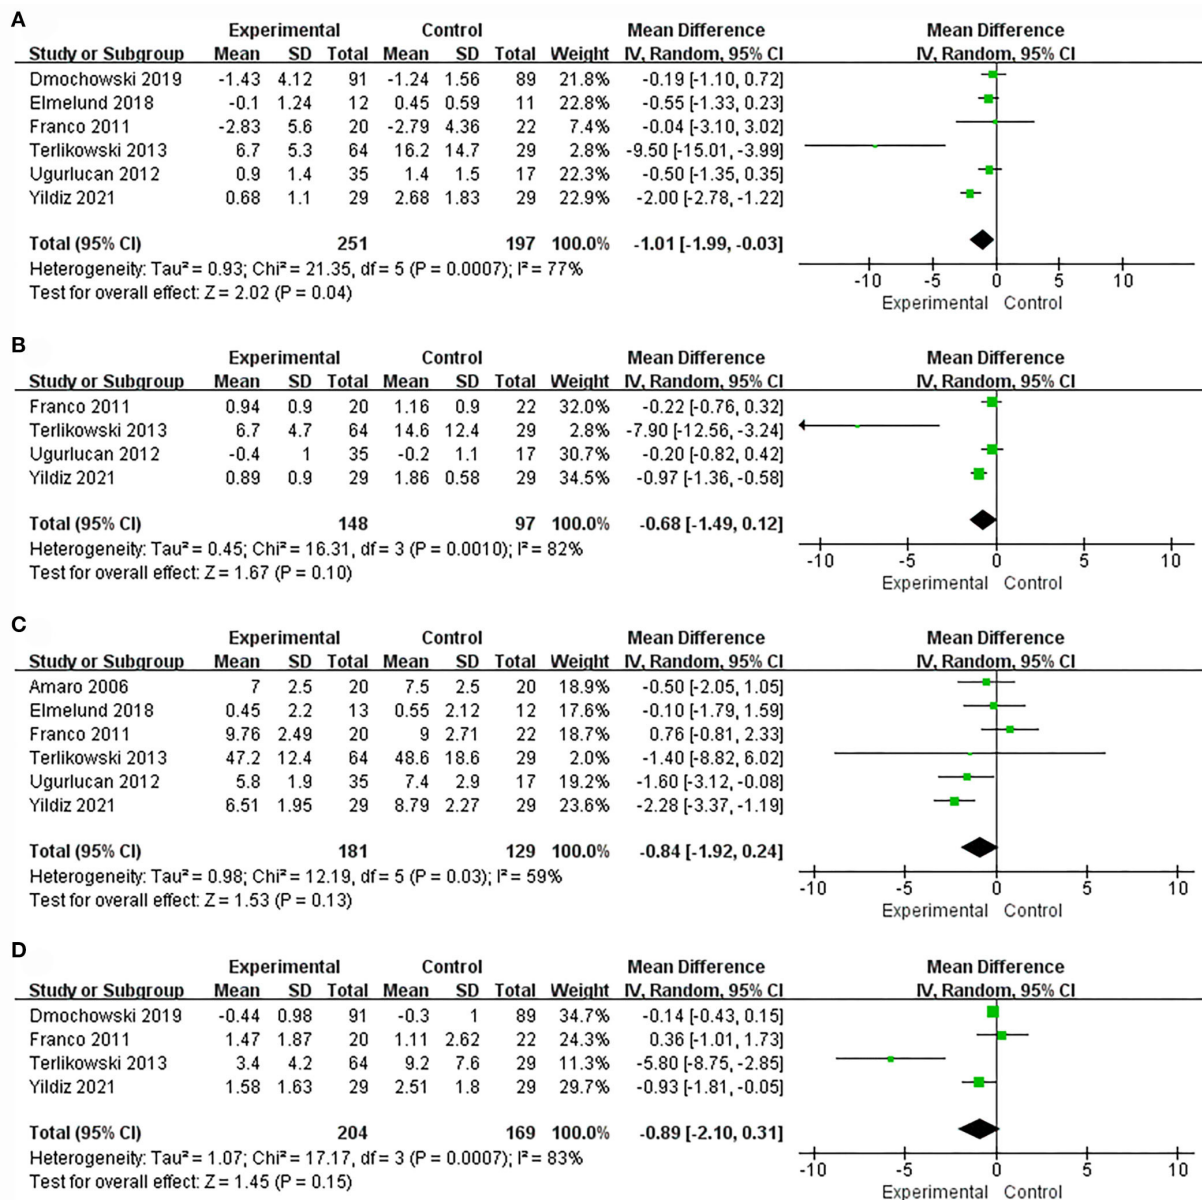 A
Experimental Control Mean Difference Mean Difference
Study or Subgroup Mean SD Total Mean SD Total Weight IV, Random, 95% CI IV, Random, 95% CI
Dmochowski 2019 -1.43 4.12 91 -1.24 1.56 89 21.8% -0.19 [-1.10, 0.72]
Elmelund 2018 -0.1 1.24 12 0.45 0.59 11 22.8% -0.55 [-1.33, 0.23]
Franco 2011 -2.83 5.6 20 -2.79 4.36 22 7.4% -0.04 [-3.10, 3.02]
Terlikowski 2013 6.7 5.3 64 16.2 14.7 29 2.8% -9.50 [-15.01, -3.99]
Ugurlucan 2012 0.9 1.4 35 1.4 1.5 17 22.3% -0.50 [-1.35, 0.35]
Yildiz 2021 0.68 1.1 29 2.68 1.83 29 22.9% -2.00 [-2.78, -1.22]
Total (95% CI) 251 197 100.0% -1.01 [-1.99, -0.03]
Heterogeneity: Tau² = 0.93; Chi² = 21.35, df = 5 (P = 0.0007); I² = 77%
Test for overall effect: Z = 2.02 (P = 0.04)
-10 -5 0 5 10
Experimental Control
B
Experimental Control Mean Difference Mean Difference
Study or Subgroup Mean SD Total Mean SD Total Weight IV, Random, 95% CI IV, Random, 95% CI
Franco 2011 0.94 0.9 20 1.16 0.9 22 32.0% -0.22 [-0.76, 0.32]
Terlikowski 2013 6.7 4.7 64 14.6 12.4 29 2.8% -7.90 [-12.56, -3.24]
Ugurlucan 2012 -0.4 1 35 -0.2 1.1 17 30.7% -0.20 [-0.82, 0.42]
Yildiz 2021 0.89 0.9 29 1.86 0.58 29 34.5% -0.97 [-1.36, -0.58]
Total (95% CI) 148 97 100.0% -0.68 [-1.49, 0.12]
Heterogeneity: Tau² = 0.45; Chi² = 16.31, df = 3 (P = 0.0010); I² = 82%
Test for overall effect: Z = 1.67 (P = 0.10)
-10 -5 0 5 10
Experimental Control
C
Experimental Control Mean Difference Mean Difference
Study or Subgroup Mean SD Total Mean SD Total Weight IV, Random, 95% CI IV, Random, 95% CI
Amaro 2006 7 2.5 20 7.5 2.5 20 18.9% -0.50 [-2.05, 1.05]
Elmelund 2018 0.45 2.2 13 0.55 2.12 12 17.6% -0.10 [-1.79, 1.59]
Franco 2011 9.76 2.49 20 9 2.71 22 18.7% 0.76 [-0.81, 2.33]
Terlikowski 2013 47.2 12.4 64 48.6 18.6 29 2.0% -1.40 [-8.82, 6.02]
Ugurlucan 2012 5.8 1.9 35 7.4 2.9 17 19.2% -1.60 [-3.12, -0.08]
Yildiz 2021 6.51 1.95 29 8.79 2.27 29 23.6% -2.28 [-3.37, -1.19]
Total (95% CI) 181 129 100.0% -0.84 [-1.92, 0.24]
Heterogeneity: Tau² = 0.98; Chi² = 12.19, df = 5 (P = 0.03); I² = 59%
Test for overall effect: Z = 1.53 (P = 0.13)
-10 -5 0 5 10
Experimental Control
D
Experimental Control Mean Difference Mean Difference
Study or Subgroup Mean SD Total Mean SD Total Weight IV, Random, 95% CI IV, Random, 95% CI
Dmochowski 2019 -0.44 0.98 91 -0.3 1 89 34.7% -0.14 [-0.43, 0.15]
Franco 2011 1.47 1.87 20 1.11 2.62 22 24.3% 0.36 [-1.01, 1.73]
Terlikowski 2013 3.4 4.2 64 9.2 7.6 29 11.3% -5.80 [-8.75, -2.85]
Yildiz 2021 1.58 1.63 29 2.51 1.8 29 29.7% -0.93 [-1.81, -0.05]
Total (95% CI) 204 169 100.0% -0.89 [-2.10, 0.31]
Heterogeneity: Tau² = 1.07; Chi² = 17.17, df = 3 (P = 0.0007); I² = 83%
Test for overall effect: Z = 1.45 (P = 0.15)
-10 -5 0 5 10
Experimental Control